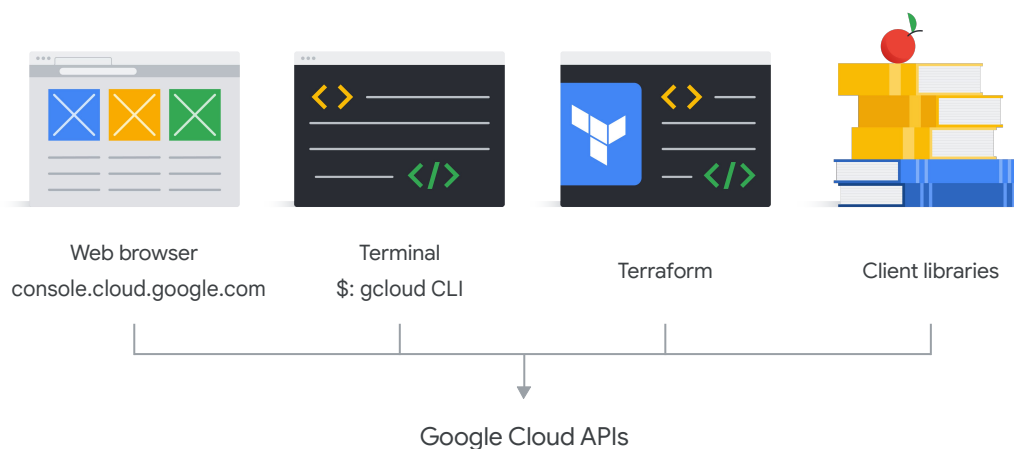 Web browser
console.cloud.google.com
Terminal
$: gcloud CLI
Terraform
Client libraries
Google Cloud APIs